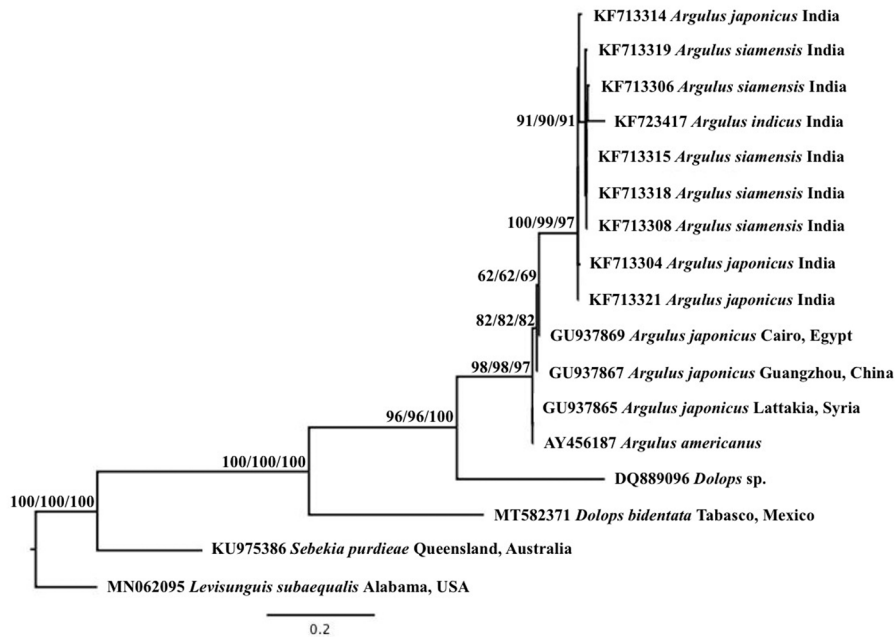 KF713314 Argulus japonicus India
KF713319 Argulus siamensis India
KF713306 Argulus siamensis India
91/90/91
KF723417 Argulus indicus India
KF713315 Argulus siamensis India
KF713318 Argulus siamensis India
100/99/97
KF713308 Argulus siamensis India
KF713304 Argulus japonicus India
62/62/69
KF713321 Argulus japonicus India
82/82/82
GU937869 Argulus japonicus Cairo, Egypt
98/98/97
GU937867 Argulus japonicus Guangzhou, China
GU937865 Argulus japonicus Lattakia, Syria
96/96/100
AY456187 Argulus americanus
100/100/100
DQ889096 Dolops sp.
100/100/100
MT582371 Dolops bidentata Tabasco, Mexico
KU975386 Sebekia purdieae Queensland, Australia
MN062095 Levisunguis subaequalis Alabama, USA
0.2